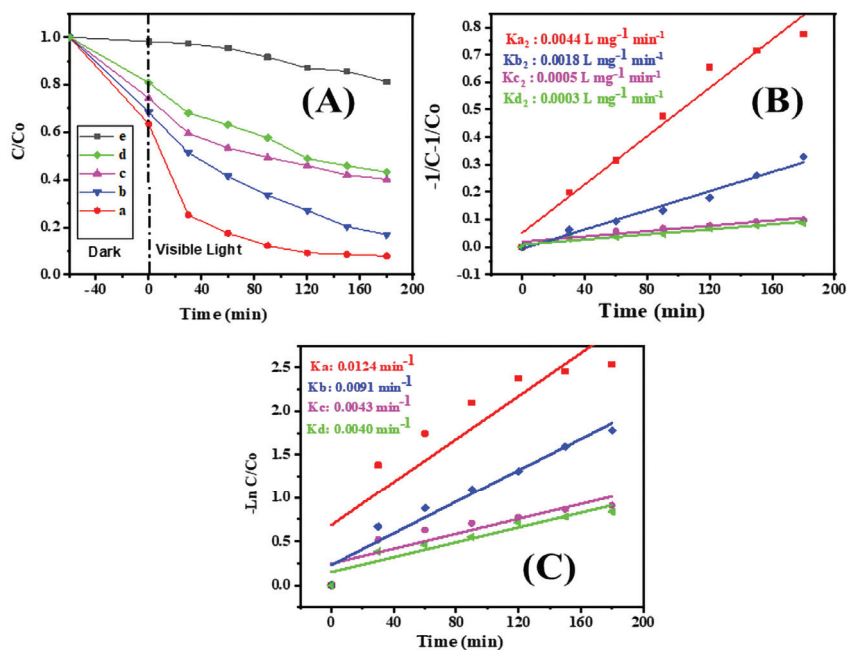 (A)
C/Co
1.0
0.8
0.6
0.4
0.2
0.0
e
d
c
b
a
Dark
Visible Light
-40 0 40 80 120 160 200
Time (min)
(B)
-1/C-1/Co
0.8
0.7
0.6
0.5
0.4
0.3
0.2
0.1
0.0
-0.1
Ka₂ : 0.0044 L mg⁻¹ min⁻¹
Kb₂ : 0.0018 L mg⁻¹ min⁻¹
Kc₂ : 0.0005 L mg⁻¹ min⁻¹
Kd₂ : 0.0003 L mg⁻¹ min⁻¹
0 40 80 120 160 200
Time (min)
(C)
-Ln C/Co
2.5
2.0
1.5
1.0
0.5
0.0
Ka: 0.0124 min⁻¹
Kb: 0.0091 min⁻¹
Kc: 0.0043 min⁻¹
Kd: 0.0040 min⁻¹
0 40 80 120 160 200
Time (min)